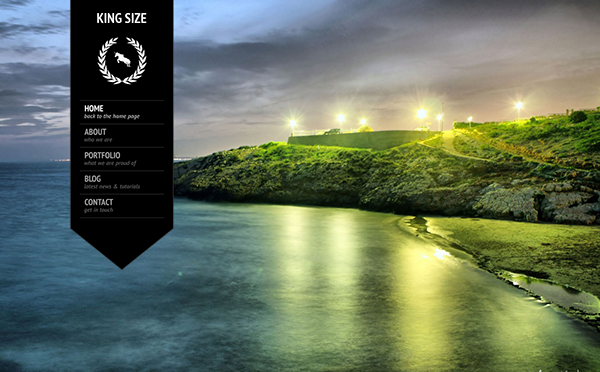 KING SIZE
HOME
back to the home page
ABOUT
who we are
PORTFOLIO
what we are proud of
BLOG
latest news & tutorials
CONTACT
get in touch